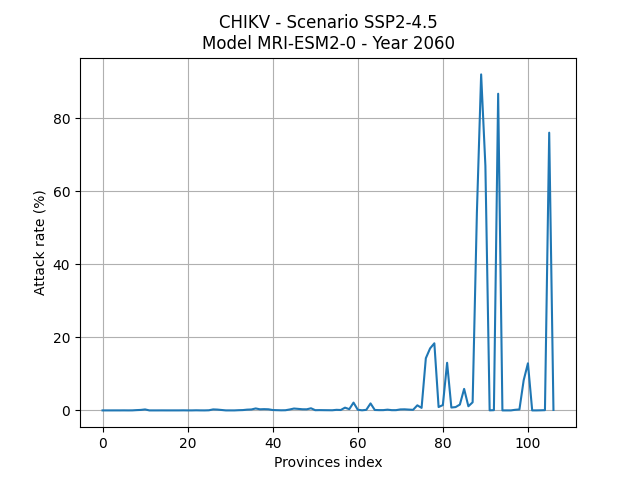 CHIKV - Scenario SSP2-4.5
Model MRI-ESM2-0 - Year 2060
80
60
40
20
0
Attack rate (%)
0 20 40 60 80 100
Provinces index